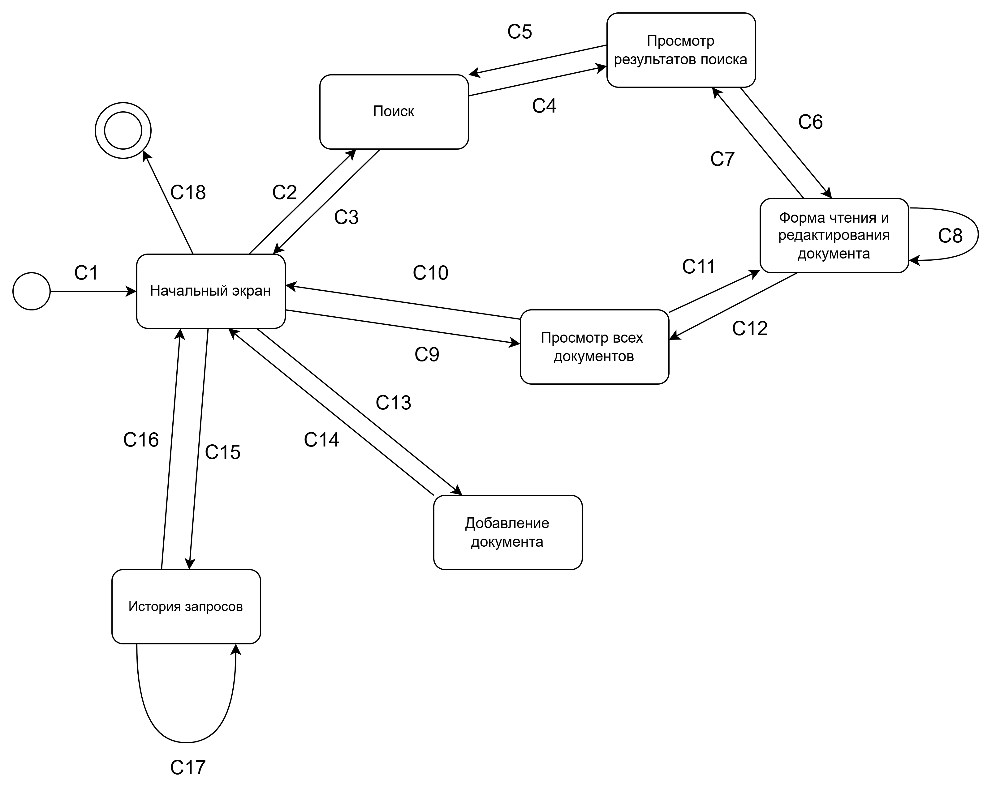 C5
Просмотр
результатов поиска
C4
Поиск
C6
C7
C18
C2
C3
Форма чтения и
редактирования
документа
C8
C1
Начальный экран
C10
C11
C12
Просмотр всех
документов
C9
C13
C14
C16
C15
Добавление
документа
История запросов
C17